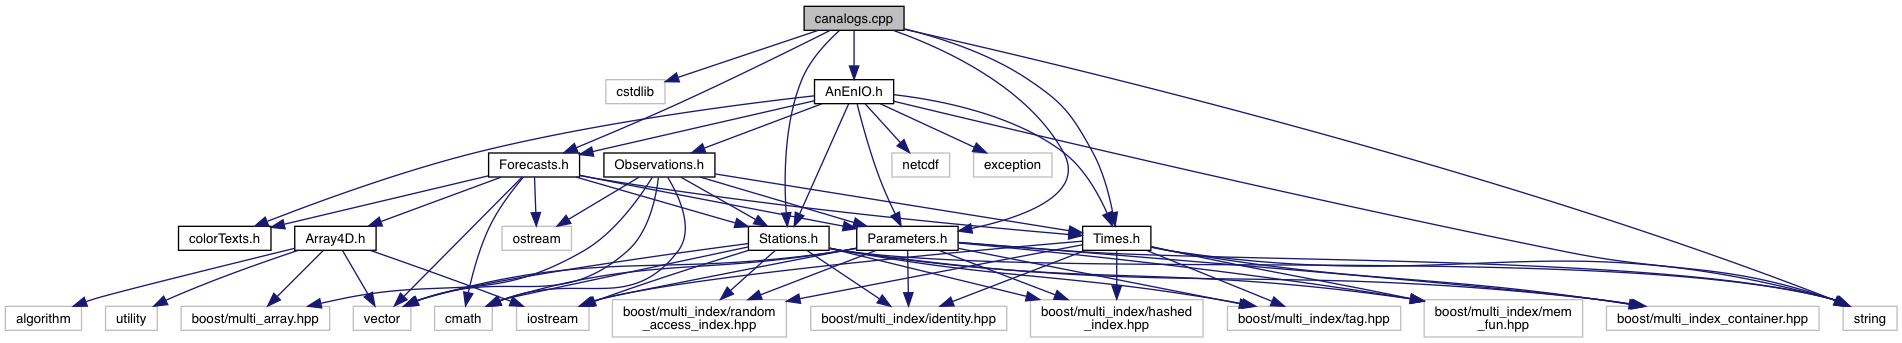 canalogs.cpp
cstdlib
AnEnIO.h
Forecasts.h
Observations.h
netcdf
exception
colorTexts.h
Array4D.h
ostream
Stations.h
Parameters.h
Times.h
algorithm
utility
boost/multi_array.hpp
vector
cmath
iostream
boost/multi_index/random
_access_index.hpp
boost/multi_index/identity.hpp
boost/multi_index/hashed
_index.hpp
boost/multi_index/tag.hpp
boost/multi_index/mem
_fun.hpp
boost/multi_index_container.hpp
string